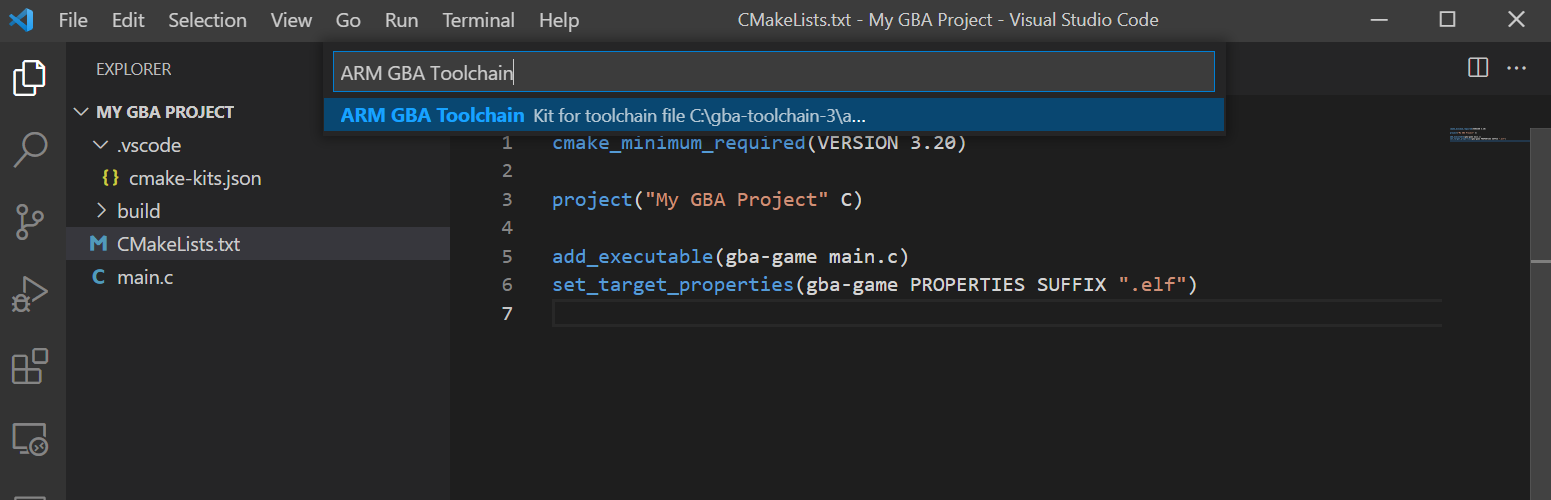 File Edit Selection View Go Run Terminal Help CMakeLists.txt - My GBA Project - Visual Studio Code
EXPLORER
MY GBA PROJECT
.vscode
{} cmake-kits.json
build
M CMakeLists.txt
C main.c
ARM GBA Toolchain
ARM GBA Toolchain Kit for toolchain file C:\gba-toolchain-3\a...
1 cmake_minimum_required(VERSION 3.20)
2
3 project("My GBA Project" C)
4
5 add_executable(gba-game main.c)
6 set_target_properties(gba-game PROPERTIES SUFFIX ".elf")
7